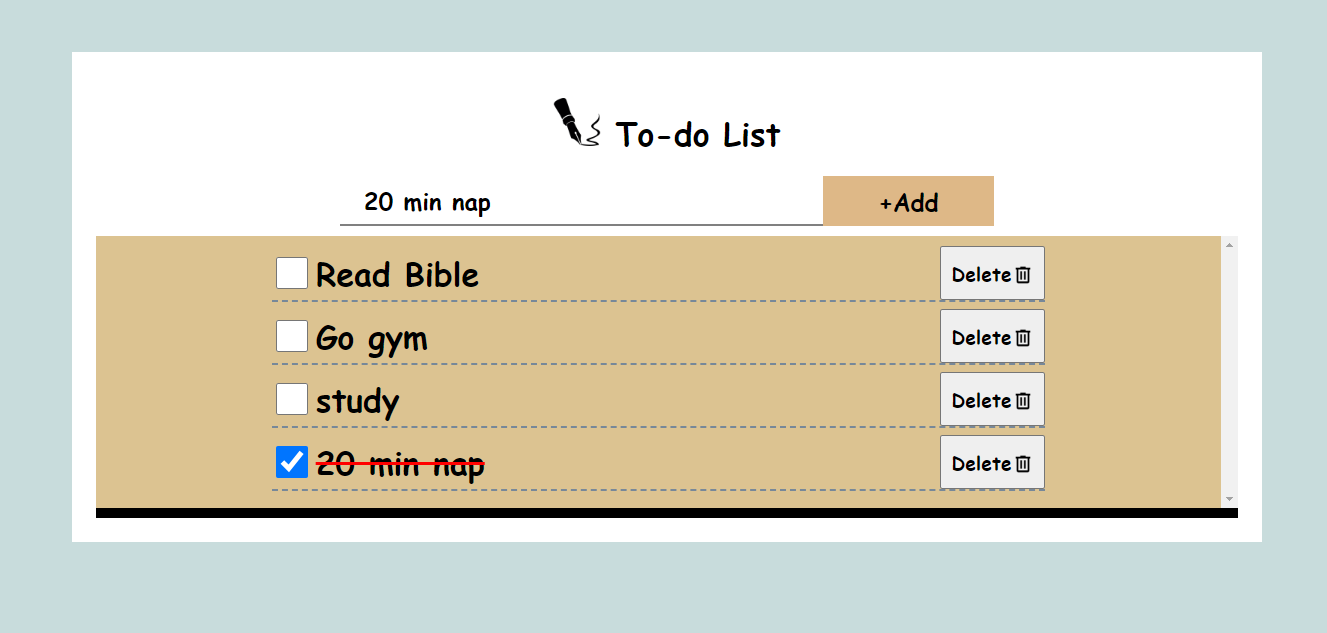 To-do List
20 min nap
+Add
Read Bible
Delete
Go gym
Delete
study
Delete
20 min nap
Delete